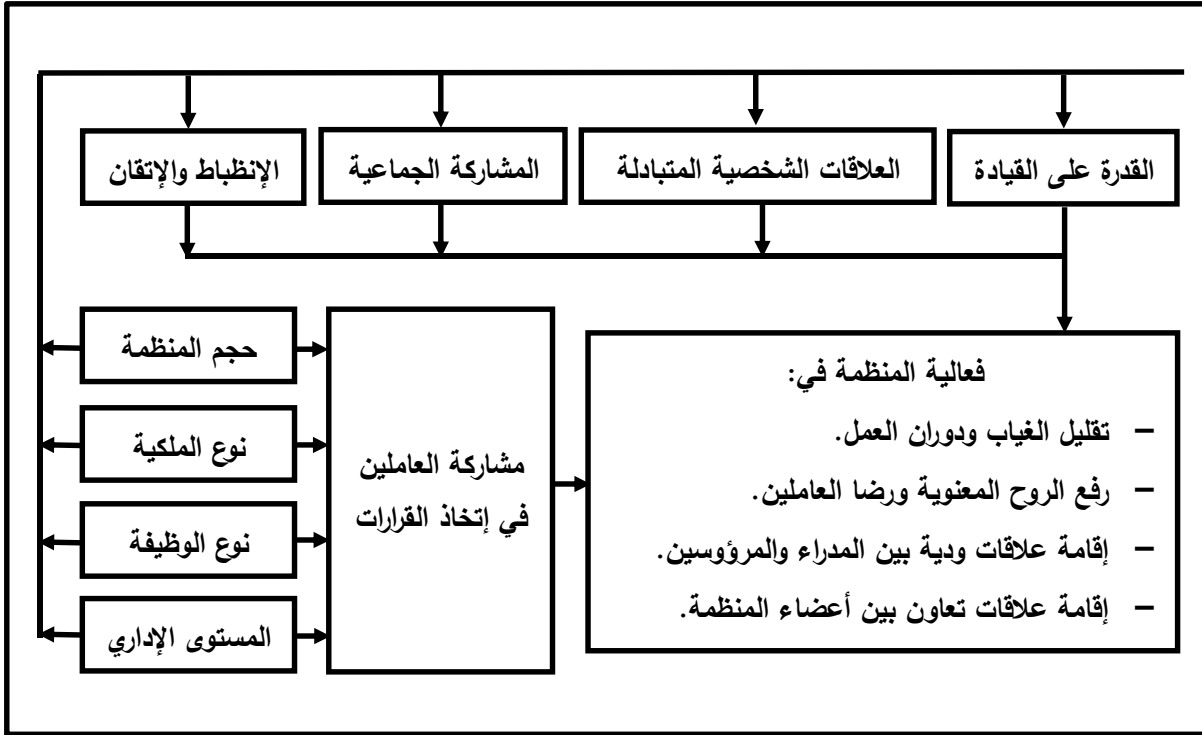 القدرة على القيادة
العلاقات الشخصية المتبادلة
المشاركة الجماعية
الإنظباط والإتقان
حجم المنظمة
نوع الملكية
نوع الوظيفة
المستوى الإداري
مشاركة العاملين
في إتخاذ القرارات
فعالية المنظمة في:
– تقليل الغياب ودوران العمل.
– رفع الروح المعنوية ورضا العاملين.
– إقامة علاقات ودية بين المدراء والمرؤوسين.
– إقامة علاقات تعاون بين أعضاء المنظمة.